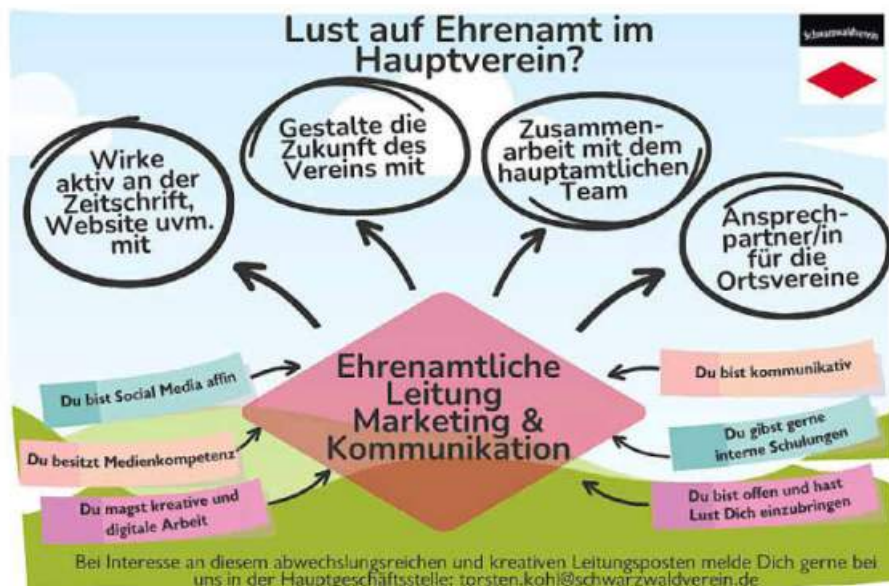 Lust auf Ehrenamt im
Hauptverein?
Schwarzwaldverein
Wirke
aktiv an der
Zeitschrift,
Website uvm.
mit
Gestalte die
Zukunft des
Vereins mit
Zusammen-
arbeit mit dem
hauptamtlichen
Team
Ansprech-
partner/in
für die
Ortsvereine
Ehrenamtliche
Leitung
Marketing &
Kommunikation
Du bist Social Media affin
Du besitzt Medienkompetenz
Du magst kreative und
digitale Arbeit
Du bist kommunikativ
Du gibst gerne
interne Schulungen
Du bist offen und hast
Lust Dich einzubringen
Bei Interesse an diesem abwechslungsreichen und kreativen Leitungsposten melde Dich gerne bei
uns in der Hauptgeschäftsstelle: torsten.kohl@schwarzwaldverein.de